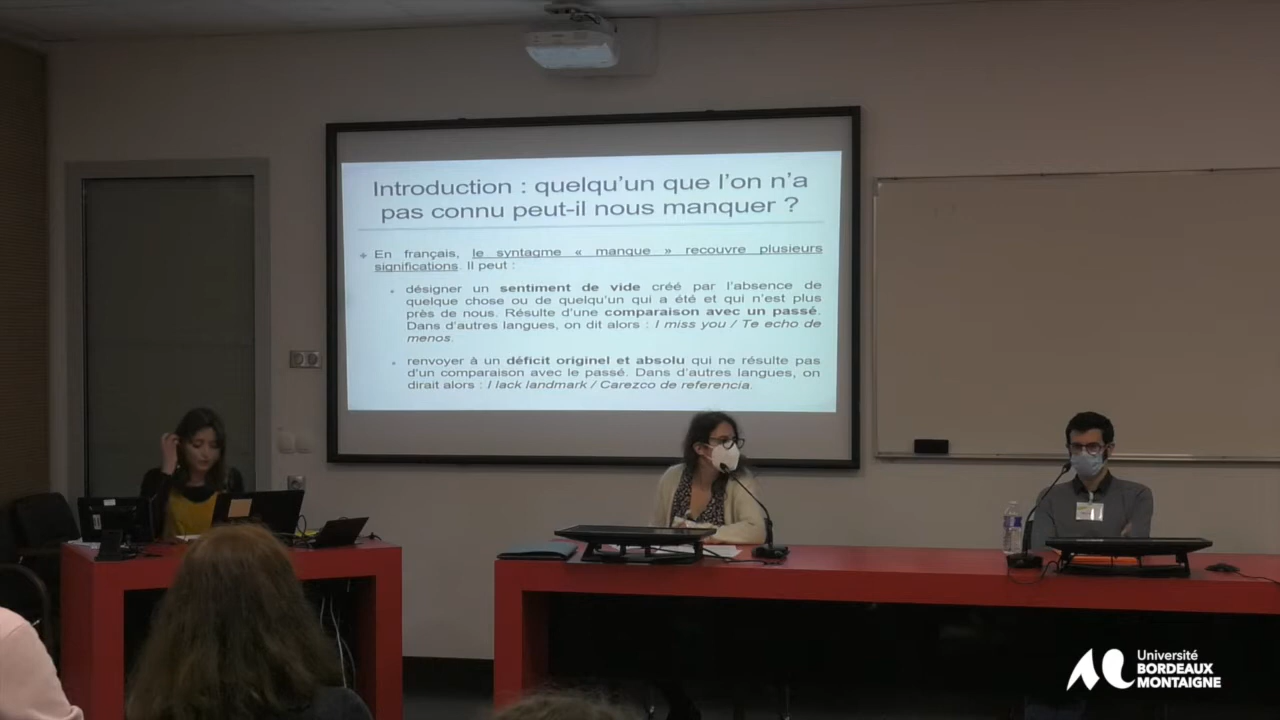 Introduction : quelqu'un que l'on n'a
pas connu peut-il nous manquer ?
En français, le syntagme « manque » recouvre plusieurs
significations. Il peut :
désigner un sentiment de vide créé par l'absence de
quelque chose ou de quelqu'un qui a été et qui n'est plus
près de nous. Résulte d'une comparaison avec un passé.
Dans d'autres langues, on dit alors : I miss you / Te echo de
menos.
renvoyer à un déficit originel et absolu qui ne résulte pas
d'un comparaison avec le passé. Dans d'autres langues, on
dirait alors : I lack landmark / Carezco de referencia.
Université
BORDEAUX
MONTAIGNE